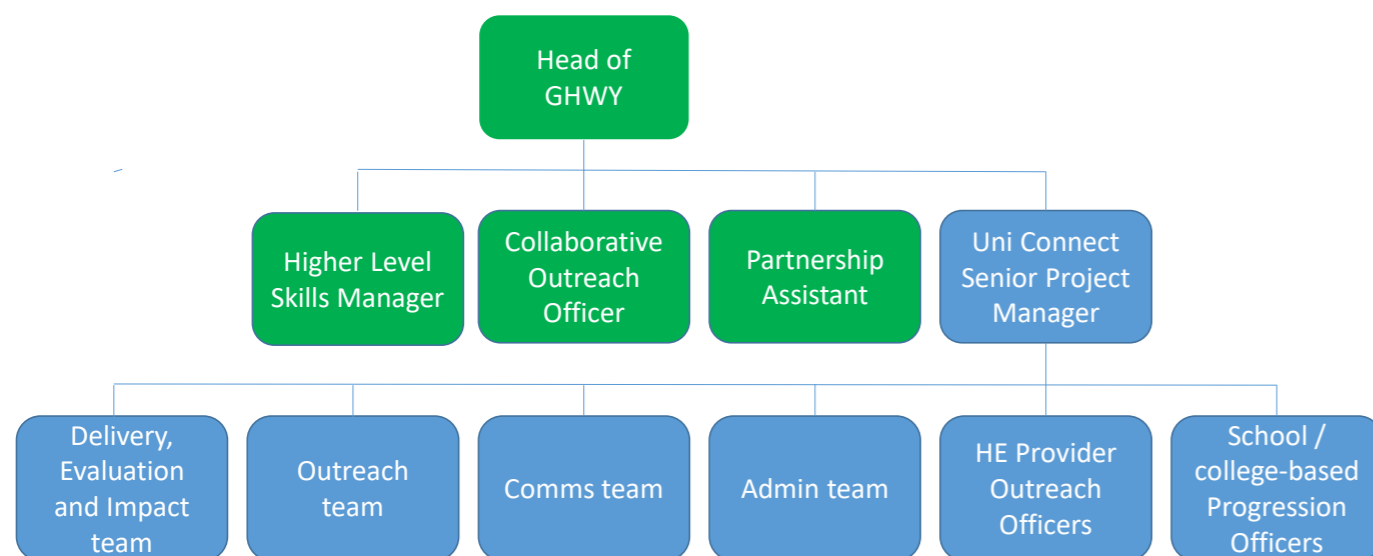 Head of
GHWY
Higher Level
Skills Manager
Collaborative
Outreach
Officer
Partnership
Assistant
Uni Connect
Senior Project
Manager
Delivery,
Evaluation
and Impact
team
Outreach
team
Comms team
Admin team
HE Provider
Outreach
Officers
School /
college-based
Progression
Officers